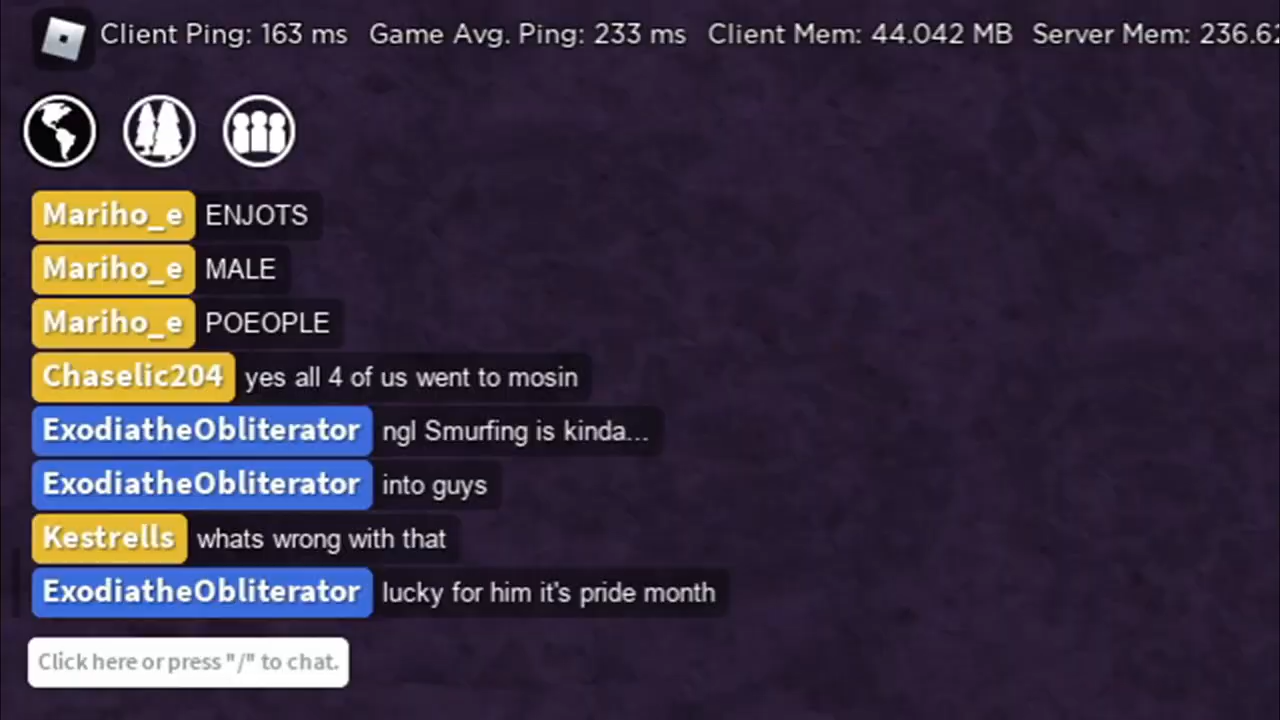 Client Ping: 163 ms Game Avg. Ping: 233 ms Client Mem: 44.042 MB Server Mem: 236.62
Mariho_e ENJOTS
Mariho_e MALE
Mariho_e POEOPLE
Chaselic204 yes all 4 of us went to mosin
ExodiatheObliterator ngl Smurfing is kinda...
ExodiatheObliterator into guys
Kestrells whats wrong with that
ExodiatheObliterator lucky for him it's pride month
Click here or press "/" to chat.